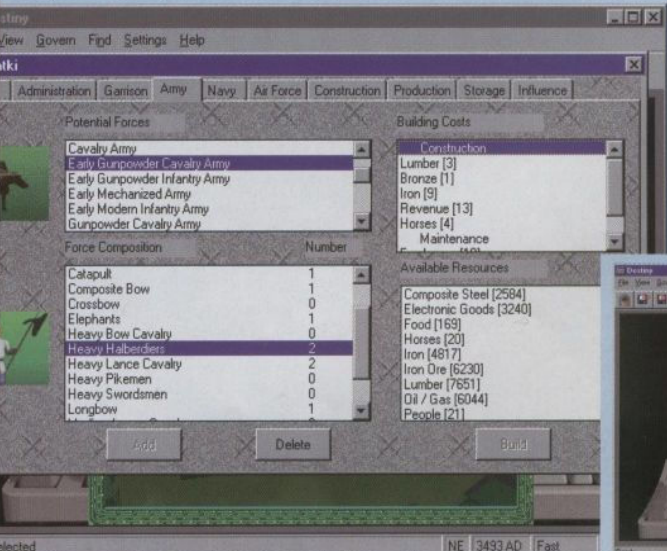 View Govern Find Settings Help
Administration Garrison Army Navy Air Force Construction Production Storage Influence
Potential Forces
Cavalry Army
Early Gunpowder Cavalry Army
Early Gunpowder Infantry Army
Early Mechanized Army
Early Modern Infantry Army
Gunpowder Cavalry Army
Building Costs
Construction
Lumber [3]
Bronze [1]
Iron [9]
Revenue [13]
Horses [4]
Maintenance
Force Composition Number
Catapult 1
Composite Bow 1
Crossbow 0
Elephants 1
Heavy Bow Cavalry 0
Heavy Halberdiers 2
Heavy Lance Cavalry 2
Heavy Pikemen 0
Heavy Swordsmen 0
Longbow 1
Available Resources
Composite Steel [2584]
Electronic Goods [3240]
Food [169]
Horses [20]
Iron [4817]
Iron Ore [6230]
Lumber [7651]
Oil / Gas [6044]
People [21]
Add Delete Build
NE 3493 AD Fast
Destiny
File View